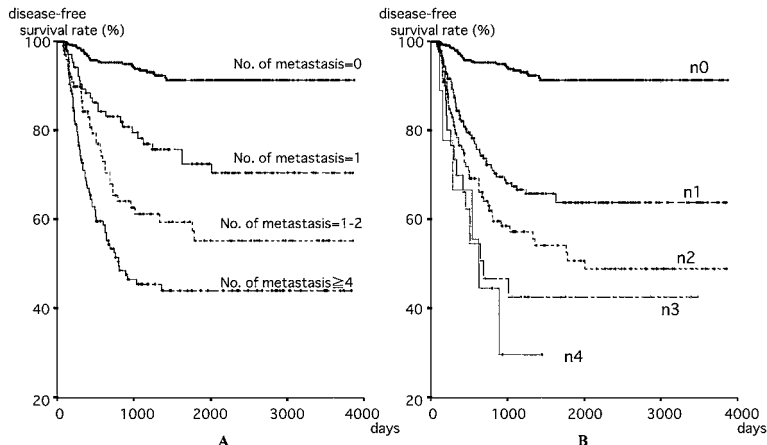 disease-free
survival rate (%)
100
80
60
40
20
0
1000
2000
3000
4000
days
No. of metastasis=0
No. of metastasis=1
No. of metastasis=1-2
No. of metastasis≧4
A
disease-free
survival rate (%)
100
80
60
40
20
0
1000
2000
3000
4000
days
n0
n1
n2
n3
n4
B